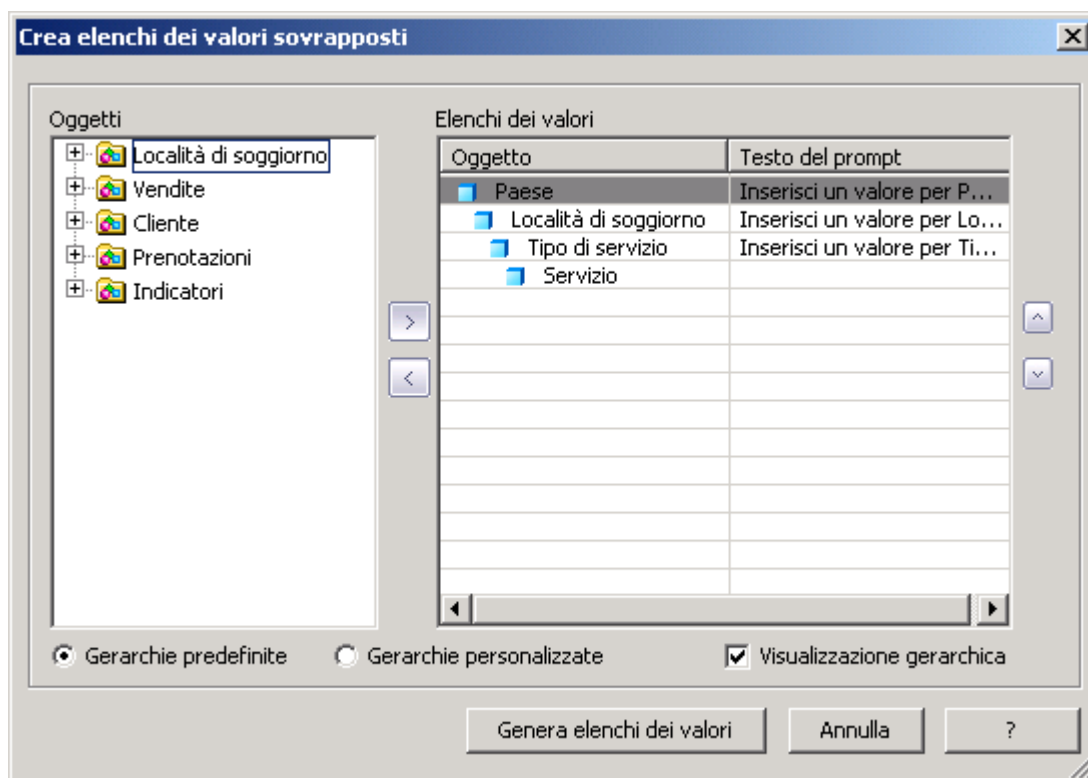 Crea elenchi dei valori sovrapposti
Oggetti
Località di soggiorno
Vendite
Cliente
Prenotazioni
Indicatori
Elenchi dei valori
Oggetto Testo del prompt
Paese Inserisci un valore per P...
Località di soggiorno Inserisci un valore per Lo...
Tipo di servizio Inserisci un valore per Ti...
Servizio
> 
<
Gerarchie predefinite Gerarchie personalizzate Visualizzazione gerarchica
Genera elenchi dei valori Annulla ?